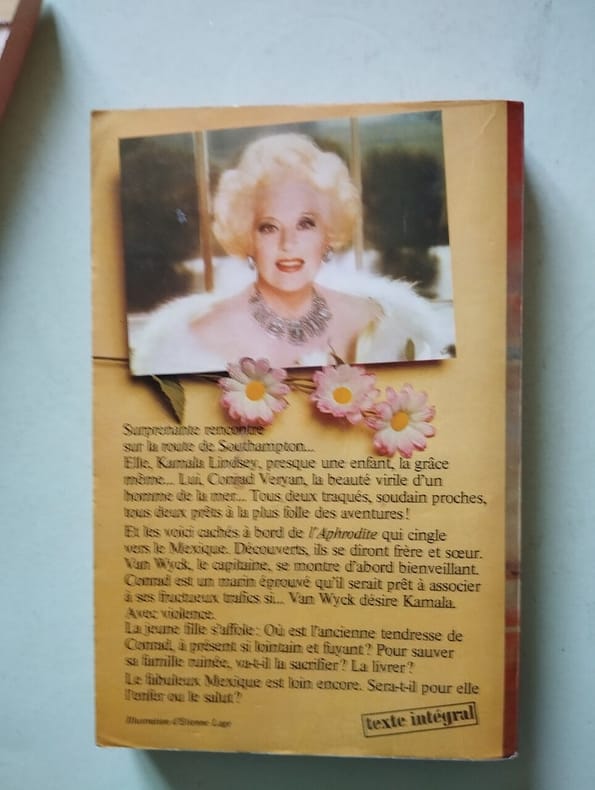 Surprenante rencontre
sur la route de Southampton...
Elle, Kamala Lindsey, presque une enfant, la grâce
même... Lui, Conrad Veryan, la beauté virile d'un
homme de la mer... Tous deux traqués, soudain proches,
tous deux prêts à la plus folle des aventures !
Et les voici cachés à bord de l'Aphrodite qui cingle
vers le Mexique. Découverts, ils se diront frère et sœur.
Van Wyck, le capitaine, se montre d'abord bienveillant.
Conrad est un marin éprouvé qu'il serait prêt à associer
à ses fructueux trafics si... Van Wyck désire Kamala.
Avec violence.
La jeune fille s'affole : Où est l'ancienne tendresse de
Conrad, à présent si lointain et fuyant ? Pour sauver
sa famille ruinée, va-t-il la sacrifier ? La livrer ?
Le fabuleux Mexique est loin encore. Sera-t-il pour elle
l'enfer ou le salut ?
Illustration d'Etienne Lage
texte intégral